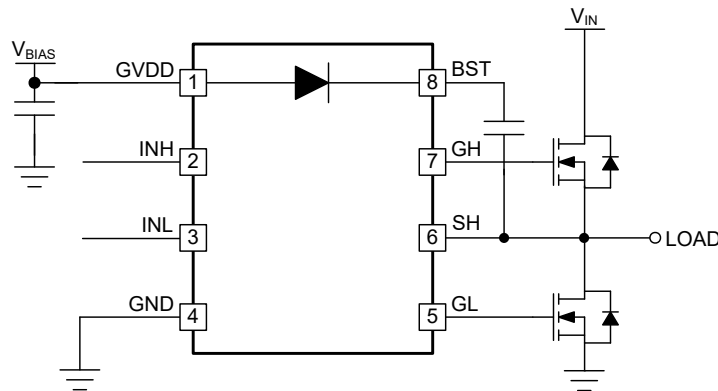 V_IN
V_BIAS
GVDD 1 8 BST
INH 2 7 GH
INL 3 6 SH LOAD
GND 4 5 GL